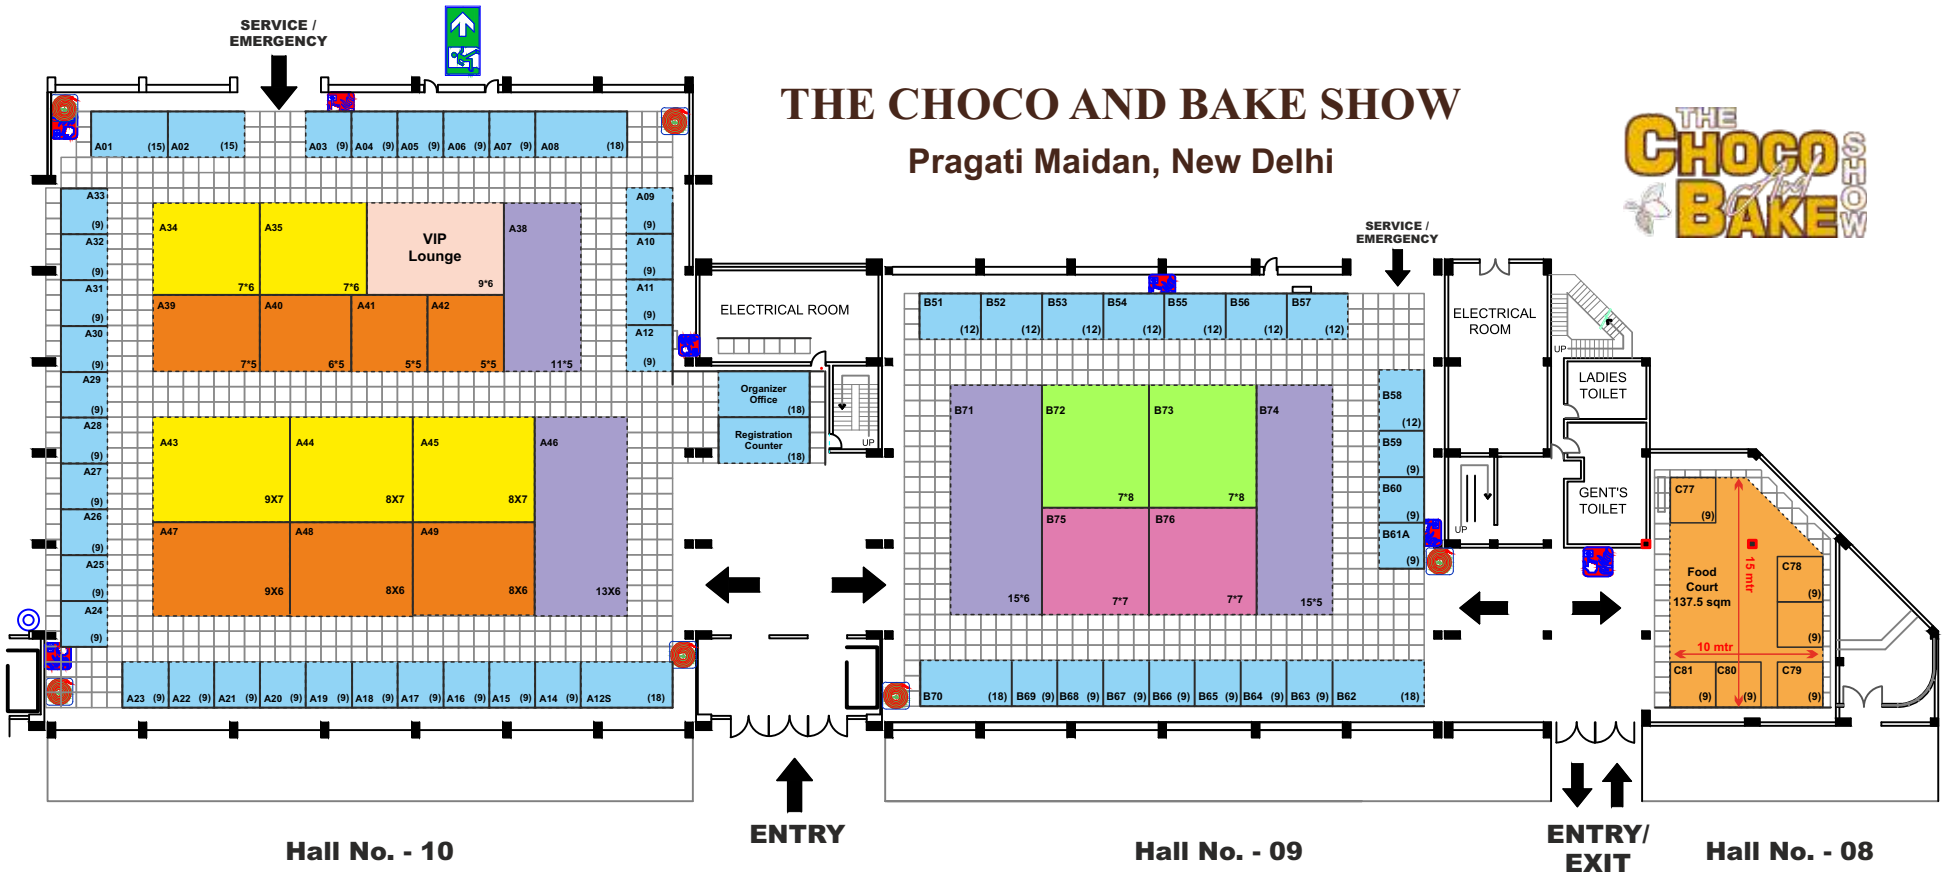 SERVICE /
EMERGENCY
THE CHOCO AND BAKE SHOW
Pragati Maidan, New Delhi
THE
CHOCO
And
BAKE
SHOW
A01 (15) A02 (15)
A03 (9) A04 (9) A05 (9) A06 (9) A07 (9) A08 (18)
A33
(9)
A32
(9)
A31
(9)
A30
(9)
A29
(9)
A28
(9)
A27
(9)
A26
(9)
A25
(9)
A24
(9)
A34
7*6
A35
7*6
VIP
Lounge
9*6
A38
11*5
A39
7*5
A40
6*5
A41
5*5
A42
5*5
A09
(9)
A10
(9)
A11
(9)
A12
(9)
A43
9X7
A44
8X7
A45
8X7
A46
13X6
A47
9X6
A48
8X6
A49
8X6
A23 (9) A22 (9) A21 (9) A20 (9) A19 (9) A18 (9) A17 (9) A16 (9) A15 (9) A14 (9) A12S (18)
ELECTRICAL ROOM
Organizer
Office
(18)
Registration
Counter
(18)
UP
SERVICE /
EMERGENCY
B51
(12)
B52
(12)
B53
(12)
B54
(12)
B55
(12)
B56
(12)
B57
(12)
B58
(12)
B59
(9)
B60
(9)
B61A
(9)
B71
15*6
B72
7*8
B73
7*8
B74
15*5
B75
7*7
B76
7*7
B70 (18) B69 (9) B68 (9) B67 (9) B66 (9) B65 (9) B64 (9) B63 (9) B62 (18)
ELECTRICAL
ROOM
UP
UP
LADIES
TOILET
GENT'S
TOILET
C77
(9)
Food
Court
137.5 sqm
15 mtr
10 mtr
C78
(9)
(9)
C81
(9)
C80
(9)
C79
(9)
ENTRY
ENTRY/
EXIT
Hall No. - 10
Hall No. - 09
Hall No. - 08